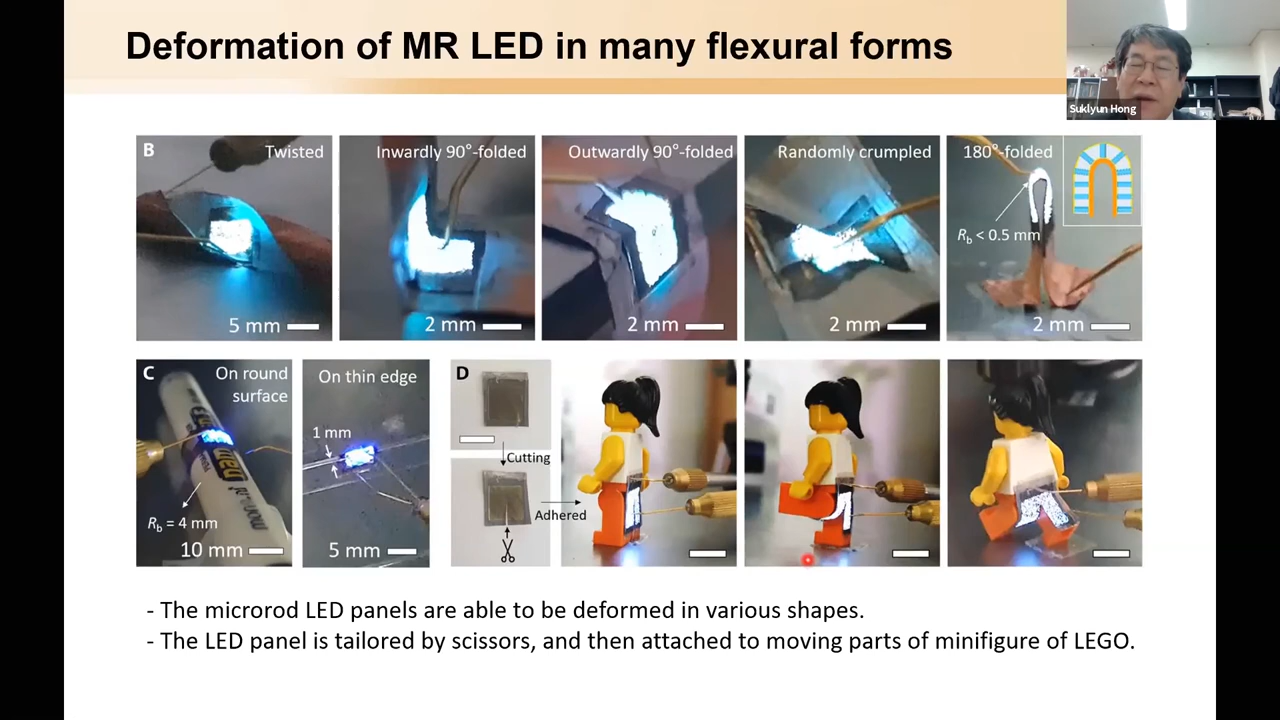 Deformation of MR LED in many flexural forms
Suklyun Hong
B
Twisted
Inwardly 90°-folded
Outwardly 90°-folded
Randomly crumpled
180°-folded
Rb < 0.5 mm
5 mm
2 mm
2 mm
2 mm
2 mm
C
On round
surface
Rb = 4 mm
10 mm
On thin edge
1 mm
5 mm
D
Cutting
Adhered
- The microrod LED panels are able to be deformed in various shapes.
- The LED panel is tailored by scissors, and then attached to moving parts of minifigure of LEGO.